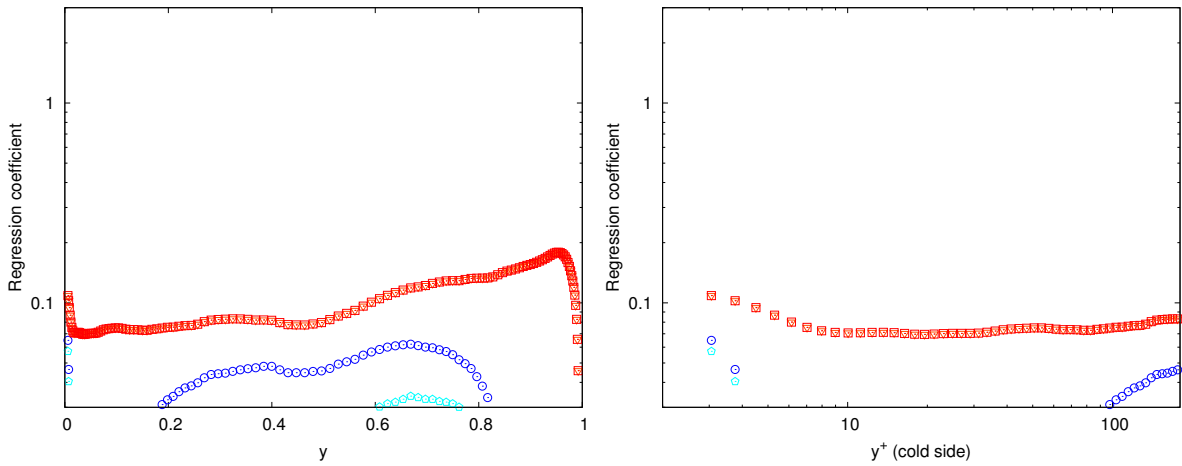 1
0.1
Regression coefficient
0 0.2 0.4 0.6 0.8 1
y
1
0.1
Regression coefficient
10 100
y+ (cold side)